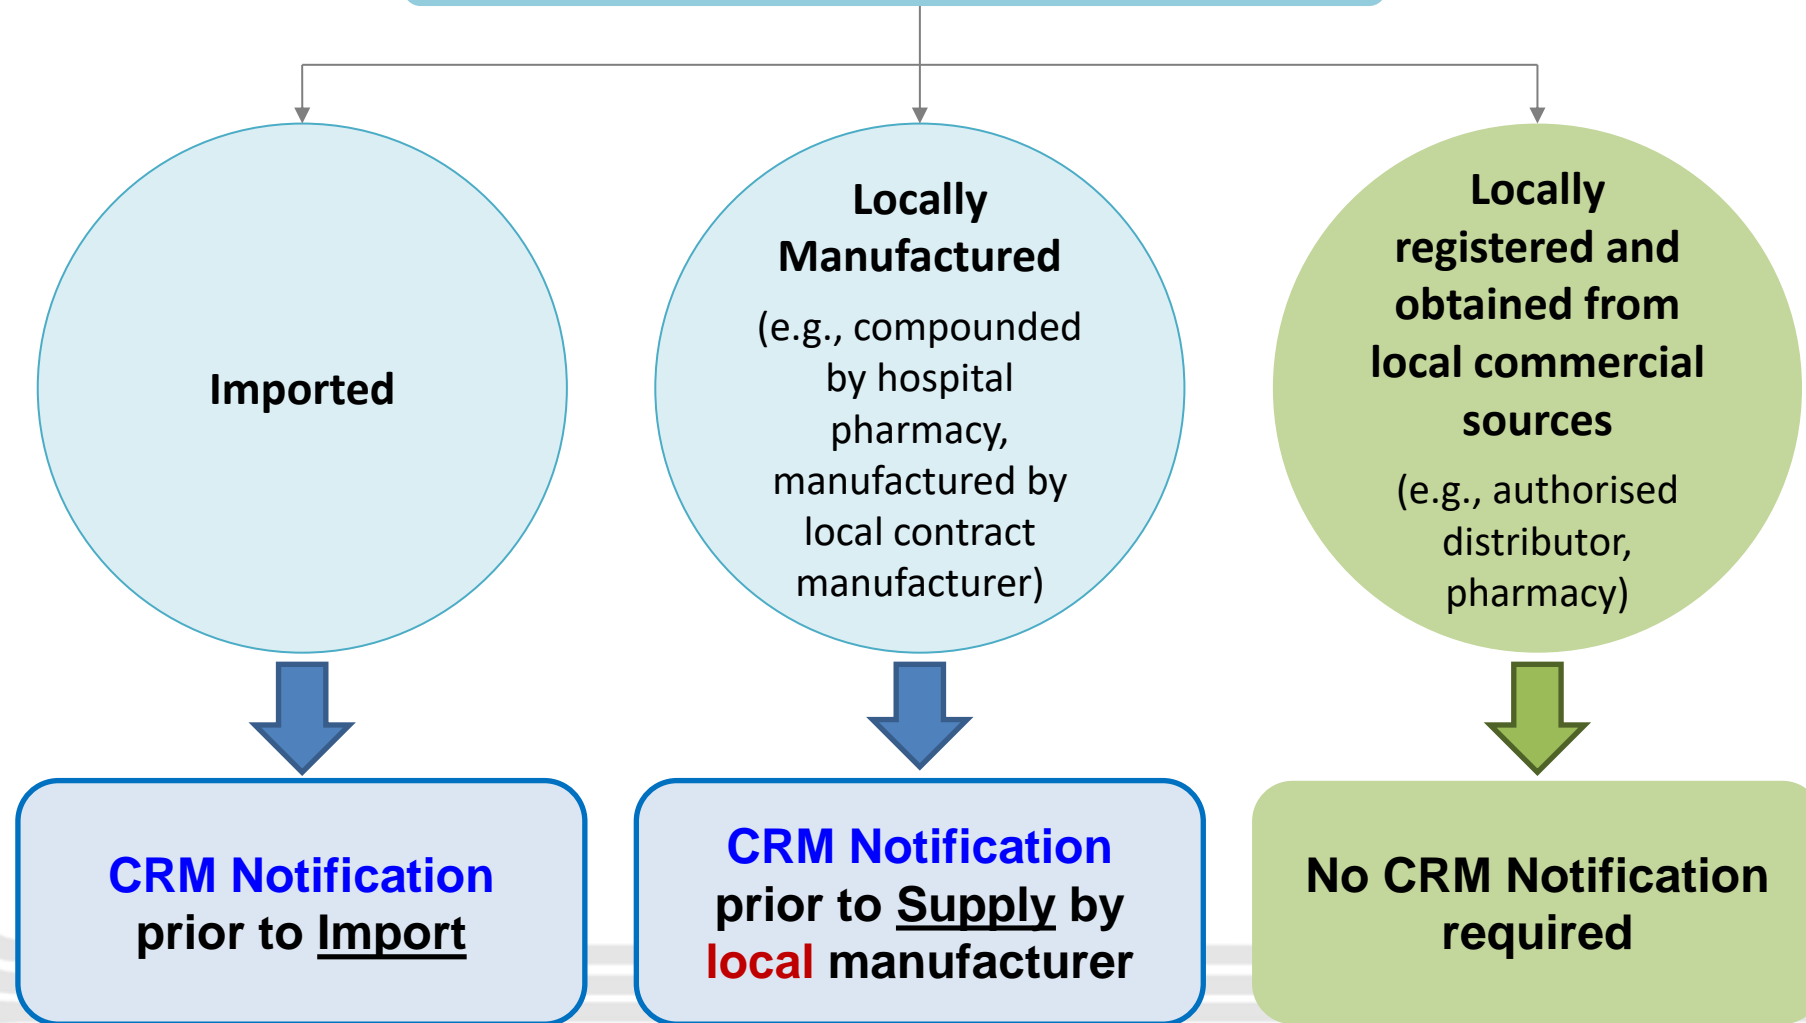 Imported
Locally
Manufactured
(e.g., compounded
by hospital
pharmacy,
manufactured by
local contract
manufacturer)
Locally
registered and
obtained from
local commercial
sources
(e.g., authorised
distributor,
pharmacy)
CRM Notification
prior to Import
CRM Notification
prior to Supply by
local manufacturer
No CRM Notification
required